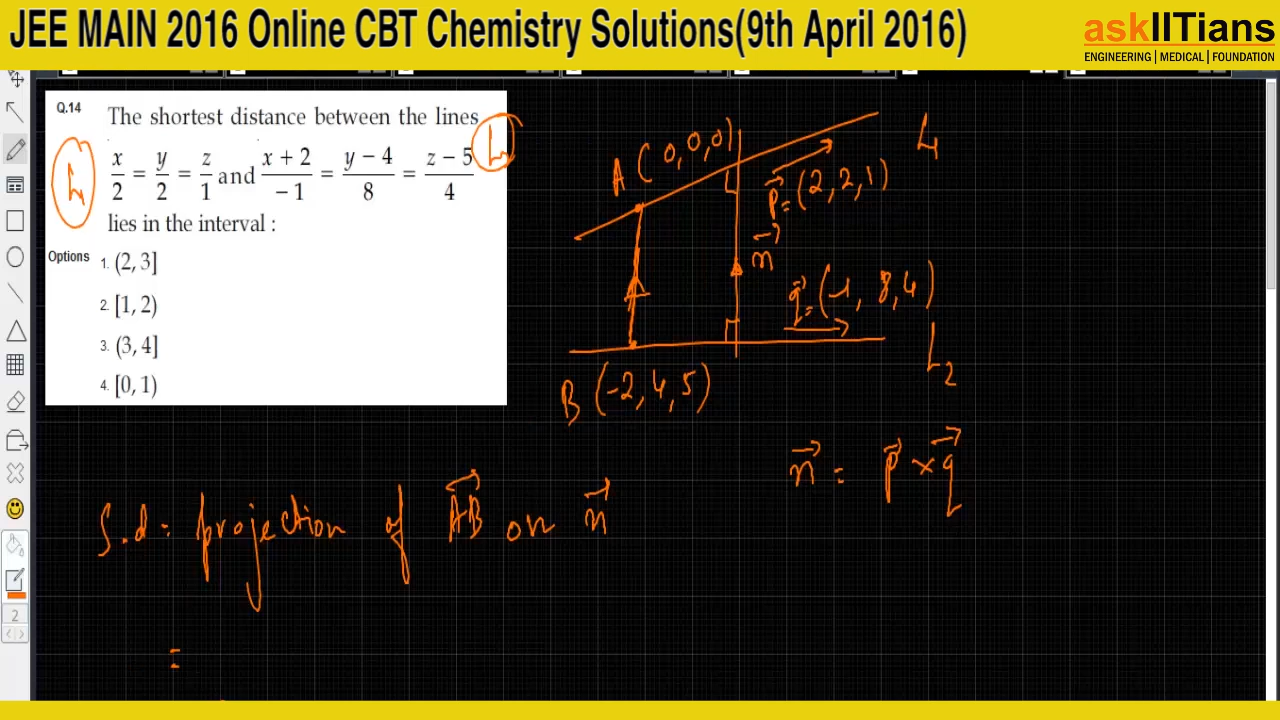 JEE MAIN 2016 Online CBT Chemistry Solutions(9th April 2016)
askIITians
ENGINEERING | MEDICAL | FOUNDATION
Q.14 The shortest distance between the lines
x/2 = y/2 = z/1 and x + 2/-1 = y - 4/8 = z - 5/4
lies in the interval :
Options
1. (2, 3]
2. [1, 2)
3. (3, 4]
4. [0, 1)
A (0,0,0)
L1
p = (2, 2, 1)
n
q = (-1, 8, 4)
L2
B (-2, 4, 5)
n = p × q
S.d = projection of AB on n
=
2